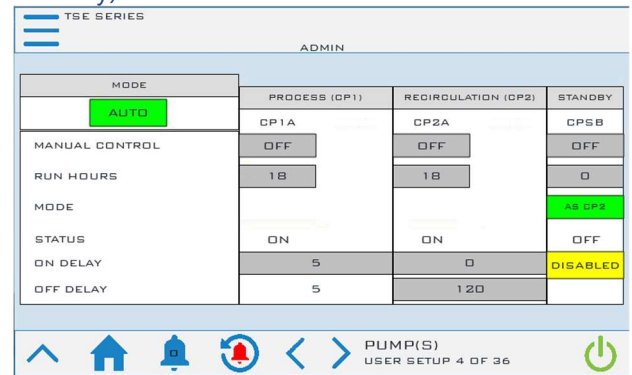 TSE SERIES
ADMIN
MODE
AUTO
PROCESS (CP1) RECIRCULATION (CP2) STANDBY
CP1A CP2A CPSB
MANUAL CONTROL OFF OFF OFF
RUN HOURS 18 18 0
MODE AS CP2
STATUS ON ON OFF
ON DELAY 5 0 DISABLED
OFF DELAY 5 120
0
PUMP(S)
USER SETUP 4 OF 36